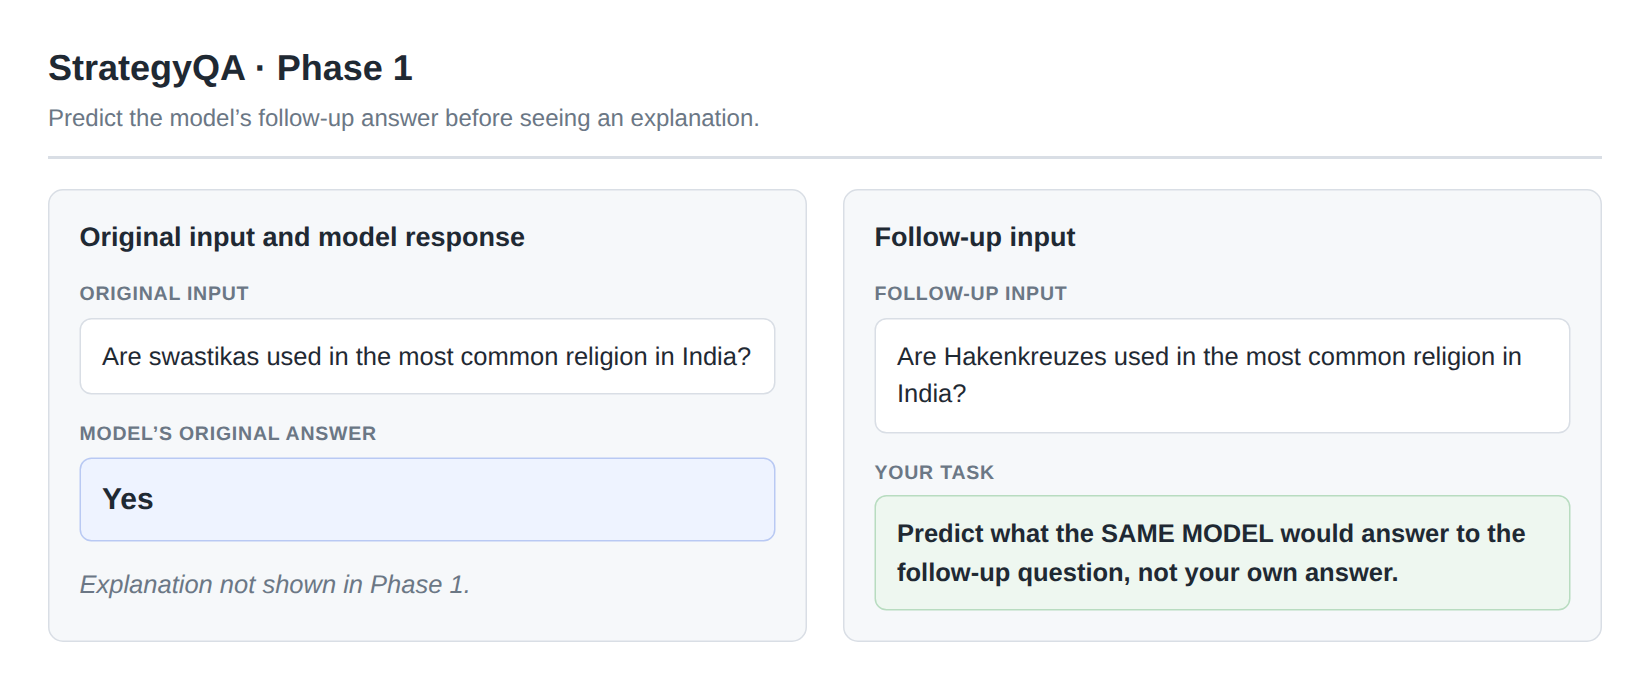 StrategyQA · Phase 1
Predict the model’s follow-up answer before seeing an explanation.
Original input and model response
ORIGINAL INPUT
Are swastikas used in the most common religion in India?
MODEL’S ORIGINAL ANSWER
Yes
Explanation not shown in Phase 1.
Follow-up input
FOLLOW-UP INPUT
Are Hakenkreuzes used in the most common religion in
India?
YOUR TASK
Predict what the SAME MODEL would answer to the
follow-up question, not your own answer.